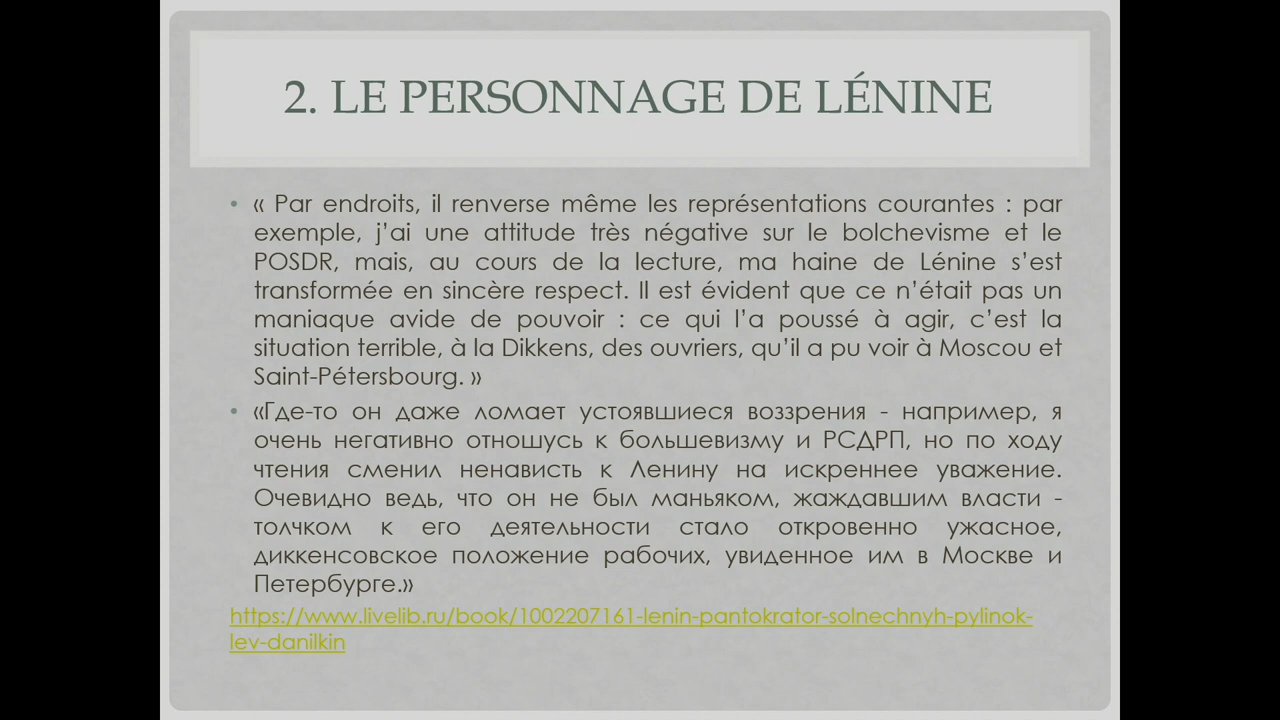 2. LE PERSONNAGE DE LÉNINE
• « Par endroits, il renverse même les représentations courantes : par
exemple, j’ai une attitude très négative sur le bolchevisme et le
POSDR, mais, au cours de la lecture, ma haine de Lénine s’est
transformée en sincère respect. Il est évident que ce n’était pas un
maniaque avide de pouvoir : ce qui l’a poussé à agir, c’est la
situation terrible, à la Dikkens, des ouvriers, qu’il a pu voir à Moscou et
Saint-Pétersbourg. »
• «Где-то он даже ломает устоявшиеся воззрения - например, я
очень негативно отношусь к большевизму и РСДРП, но по ходу
чтения сменил ненависть к Ленину на искреннее уважение.
Очевидно ведь, что он не был маньяком, жаждавшим власти -
толчком к его деятельности стало откровенно ужасное,
диккенсовское положение рабочих, увиденное им в Москве и
Петербурге.»
https://www.livelib.ru/book/1002207161-lenin-pantokrator-solnechnyh-pylinok-
lev-danilkin